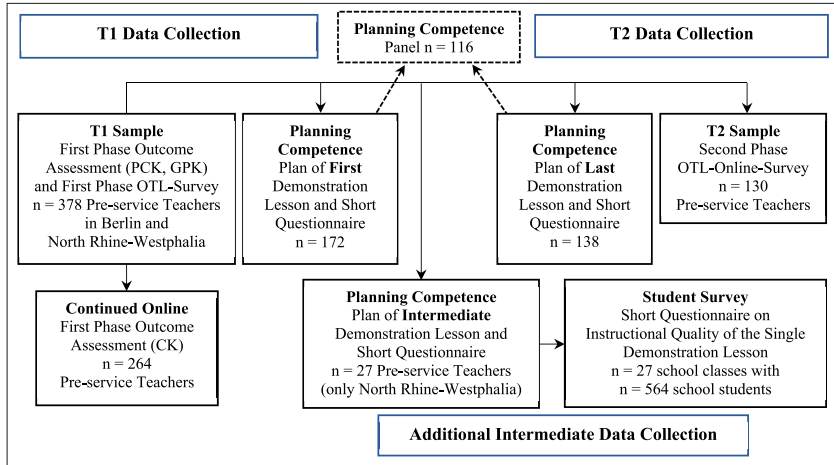 T1 Data Collection
Planning Competence
Panel n = 116
T2 Data Collection
T1 Sample
First Phase Outcome
Assessment (PCK, GPK)
and First Phase OTL-Survey
n = 378 Pre-service Teachers
in Berlin and
North Rhine-Westphalia
Planning
Competence
Plan of First
Demonstration
Lesson and Short
Questionnaire
n = 172
Planning
Competence
Plan of Last
Demonstration
Lesson and Short
Questionnaire
n = 138
T2 Sample
Second Phase
OTL-Online-Survey
n = 130
Pre-service Teachers
Continued Online
First Phase Outcome
Assessment (CK)
n = 264
Pre-service Teachers
Planning Competence
Plan of Intermediate
Demonstration Lesson and
Short Questionnaire
n = 27 Pre-service Teachers
(only North Rhine-Westphalia)
Student Survey
Short Questionnaire on
Instructional Quality of the Single
Demonstration Lesson
n = 27 school classes with
n = 564 school students
Additional Intermediate Data Collection